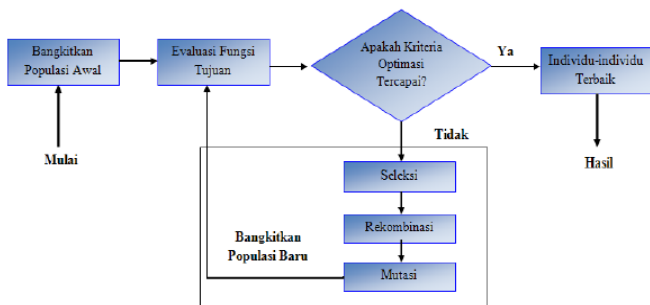 Bangkitkan
Populasi Awal
Evaluasi Fungsi
Tujuan
Apakah Kriteria
Optimasi
Tercapai?
Ya
Individu-individu
Terbaik
Mulai
Tidak
Hasil
Seleksi
Rekombinasi
Mutasi
Bangkitkan
Populasi Baru